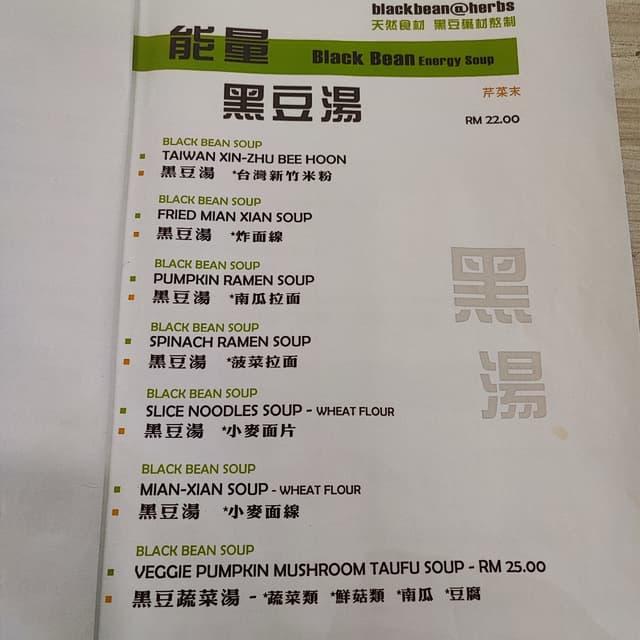 blackbean@herbs
天然食材 黑豆藥材熬制
能量 Black Bean Energy Soup
黑豆湯
芹菜末
RM 22.00
BLACK BEAN SOUP
TAIWAN XIN-ZHU BEE HOON
黑豆湯 *台灣新竹米粉
BLACK BEAN SOUP
FRIED MIAN XIAN SOUP
黑豆湯 *炸面線
BLACK BEAN SOUP
PUMPKIN RAMEN SOUP
黑豆湯 *南瓜拉面
BLACK BEAN SOUP
SPINACH RAMEN SOUP
黑豆湯 *菠菜拉面
黑
湯
BLACK BEAN SOUP
SLICE NOODLES SOUP - WHEAT FLOUR
黑豆湯 *小麥面片
BLACK BEAN SOUP
MIAN-XIAN SOUP - WHEAT FLOUR
黑豆湯 *小麥面線
BLACK BEAN SOUP
VEGGIE PUMPKIN MUSHROOM TAUFU SOUP - RM 25.00
黑豆蔬菜湯 - *蔬菜類 *鮮菇類 *南瓜 *豆腐